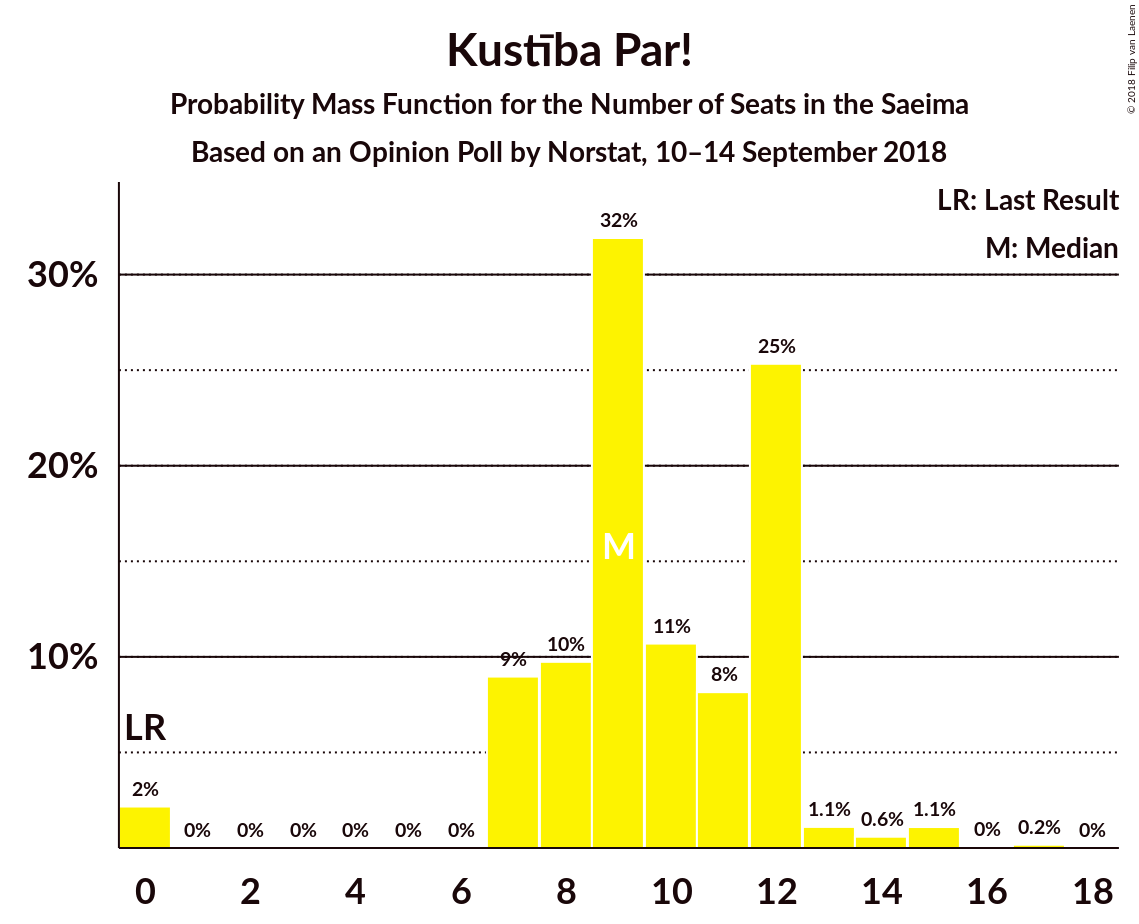 Kustība Par!
Probability Mass Function for the Number of Seats in the Saeima
Based on an Opinion Poll by Norstat, 10–14 September 2018
© 2018 Filip van Laenen
LR: Last Result
M: Median
30%
20%
10%
LR
2%
0%
0%
0%
0%
0%
0%
9%
10%
32%
M
11%
8%
25%
1.1%
0.6%
1.1%
0%
0.2%
0%
0 2 4 6 8 10 12 14 16 18